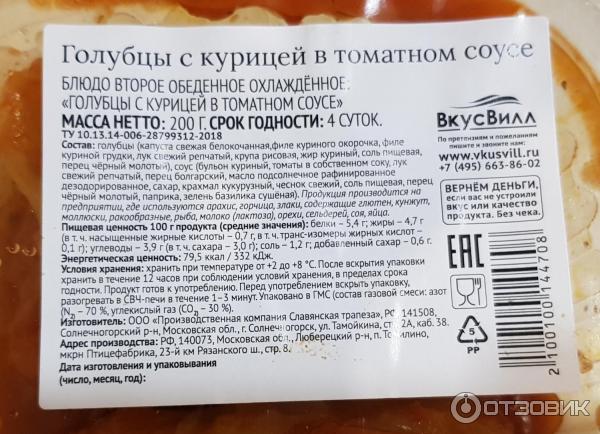 Голубцы с курицей в томатном соусе
БЛЮДО ВТОРОЕ ОБЕДЕННОЕ ОХЛАЖДЁННОЕ:
«ГОЛУБЦЫ С КУРИЦЕЙ В ТОМАТНОМ СОУСЕ»
МАССА НЕТТО: 200 Г. СРОК ГОДНОСТИ: 4 СУТОК.
ТУ 10.13.14-006-28799312-2018
Состав: голубцы (капуста свежая белокочанная,филе куриного окорочка, филе
куриной грудки, лук свежий репчатый, крупа рисовая, жир куриный, соль пищевая,
перец чёрный молотый), соус (бульон куриный, томаты в собственном соку, лук
свежий репчатый, перец болгарский, масло подсолнечное рафинированное
дезодорированное, сахар, крахмал кукурузный, чеснок свежий, соль пищевая, перец
чёрный молотый, паприка, зелень базилика сушёная). Продукция производится на
предприятии, где используются арахис, горчица, злаки, содержащие глютен, кунжут,
моллюски, ракообразные, рыба, молоко (лактоза), орехи, сельдерей, соя, яйца.
Пищевая ценность 100 г продукта (средние значения): белки – 5,4 г; жиры – 4,7 г
(в т. ч. насыщенные жирные кислоты – 0,7 г, в т. ч. транс-изомеры жирных кислот –
0,1 г); углеводы – 3,9 г (в т. ч. сахара – 3,0 г); соль – 1,2 г; добавленный сахар – 0,6 г.
Энергетическая ценность: 79,5 ккал / 332 кДж.
Условия хранения: хранить при температуре от +2 до +8 °С. После вскрытия упаковки
хранить в течение 12 часов при соблюдении условий хранения, в пределах срока
годности. Продукт готов к употреблению. Перед употреблением вскрыть упаковку,
разогревать в СВЧ-печи в течение 1–3 минут. Упаковано в ГМС (состав газовой смеси: азот
(N₂) – 70 %, углекислый газ (CO₂) – 30 %).
Изготовитель: ООО «Производственная компания Славянская трапеза», РФ, 141508,
Солнечногорский р-н, Московская обл., г. Солнечногорск, ул. Тамойкина, стр. 2А, каб. 38.
Адрес производства: РФ, 140073, Московская обл., Люберецкий р-н, п. Томилино,
мкрн Птицефабрика, 23-й км Рязанского ш., стр. 8.
Дата изготовления и упаковывания
(число, месяц, год):
ВкусВилл
По претензиям и пожеланиям
пишите и звоните нам:
www.vkusvill.ru
+7 (495) 663-86-02
ВЕРНЁМ ДЕНЬГИ,
если вас не устроили
вкус или качество
продукта. Без чека.
EAC
5
PP
2100100144708
ОТЗОВИК